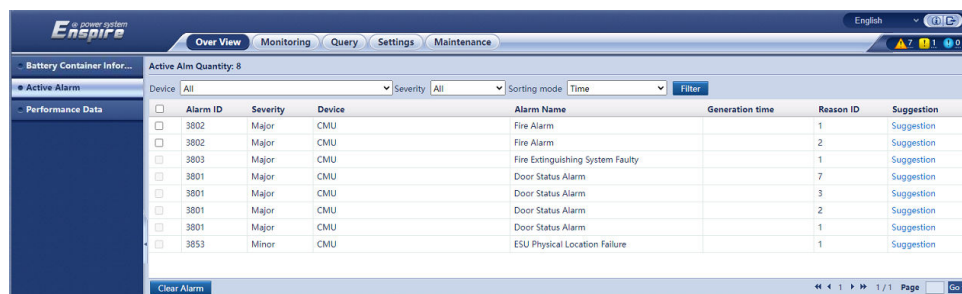 Enspire power system
English
Over View Monitoring Query Settings Maintenance
7 1 0
Battery Container Infor... Active Alm Quantity: 8
Active Alarm Device All Severity All Sorting mode Time Filter
Performance Data Alarm ID Severity Device Alarm Name Generation time Reason ID Suggestion
3802 Major CMU Fire Alarm 1 Suggestion
3802 Major CMU Fire Alarm 2 Suggestion
3803 Major CMU Fire Extinguishing System Faulty 1 Suggestion
3801 Major CMU Door Status Alarm 7 Suggestion
3801 Major CMU Door Status Alarm 3 Suggestion
3801 Major CMU Door Status Alarm 2 Suggestion
3801 Major CMU Door Status Alarm 1 Suggestion
3853 Minor CMU ESU Physical Location Failure 1 Suggestion
Clear Alarm 1 1 / 1 Page Go